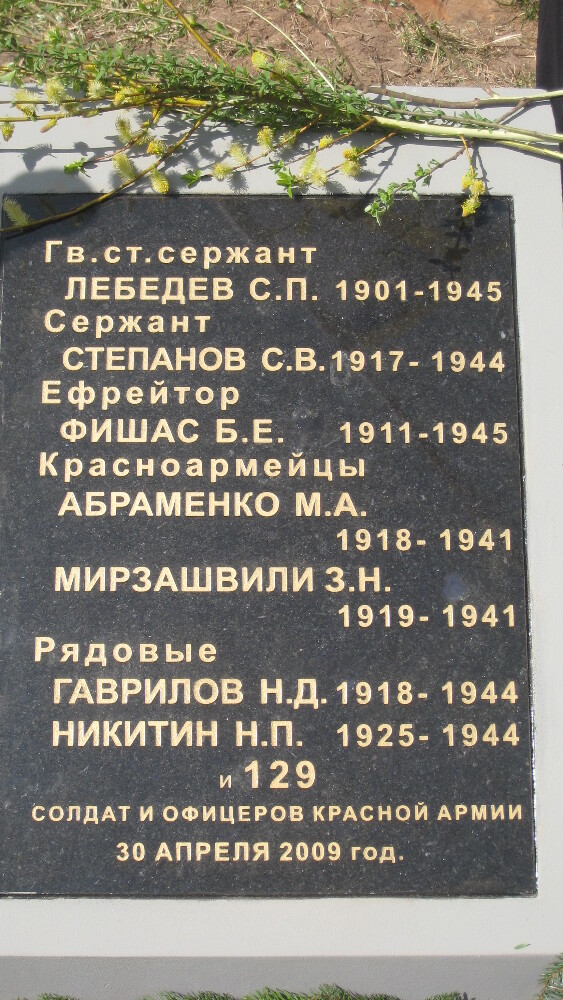 Гв.ст.сержант
ЛЕБЕДЕВ С.П. 1901-1945
Сержант
СТЕПАНОВ С.В. 1917- 1944
Ефрейтор
ФИШАС Б.Е. 1911-1945
Красноармейцы
АБРАМЕНКО М.А.
1918- 1941
МИРЗАШВИЛИ З.Н.
1919- 1941
Рядовые
ГАВРИЛОВ Н.Д. 1918- 1944
НИКИТИН Н.П. 1925- 1944
и 129
СОЛДАТ И ОФИЦЕРОВ КРАСНОЙ АРМИИ
30 АПРЕЛЯ 2009 год.